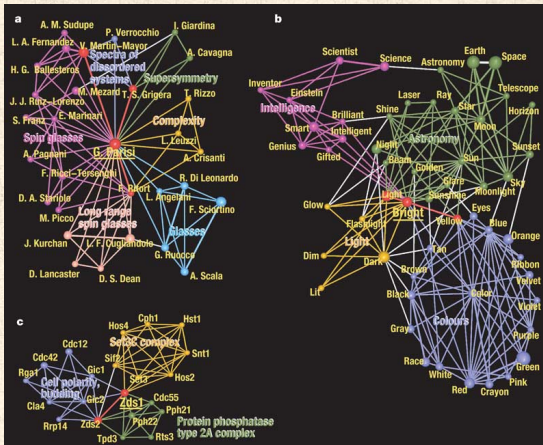 a
A. M. Sudupe
P. Verrocchio
I. Giardina
L. A. Fernandez
V. Martin-Mayor
A. Cavagna
Spectra of
dissordered
systems
H. G. Ballesteros
Supersymmetry
M. Mezard
T. S. Grigera
T. Rizzo
J. J. Ruiz-Lorenzo
S. Franz
E. Marinari
Complexity
Spin glasses
L. Leuzzi
G. Parisi
A. Pagnani
A. Crisanti
F. Ricci-Tersenghi
R. Di Leonardo
F. Ritort
L. Angelani
F. Sciortino
D. A. Stariolo
M. Picco
Long range
spin glasses
Glasses
J. Kurchan
L. F. Cugliandolo
G. Ruocco
D. Lancaster
D. S. Dean
A. Scala
b
Earth
Scientist
Science
Astronomy
Space
Inventor
Einstein
Laser
Ray
Telescope
Intelligence
Brilliant
Shine
Star
Horizon
Smart
Intelligent
Moon
Genius
Gifted
Night
Astronomy
Beam
Sun
Sunset
Golden
Glare
Sky
Light
Sunshine
Moonlight
Glow
Bright
Eyes
Flashlight
Yellow
Blue
Light
Orange
Dim
Dark
Tan
Brown
Ribbon
Lit
Velvet
Black
Color
Violet
Gray
Colours
Purple
Race
Green
White
Pink
Red
Crayon
c
Cph1
Hst1
Hos4
Cdc12
Set3C complex
Cdc42
Sif2
Snt1
Rga1
Gic1
Cell polarity,
budding
Set3
Hos2
Cla4
Gic2
Zds1
Cdc55
Rrp14
Zds2
Pph21
Pph22
Protein phosphatase
type 2A complex
Tpd3
Rts3